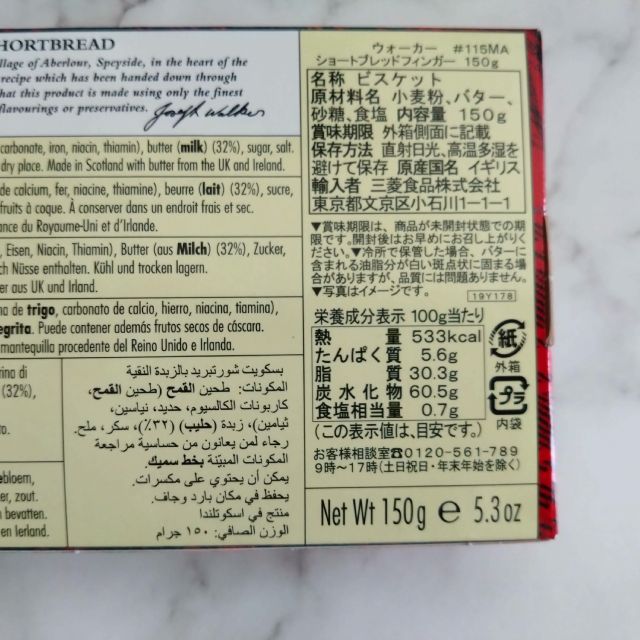 HORTBREAD
llage of Aberlour, Speyside, in the heart of the
recipe which has been handed down through
that this product is made using only the finest
flavourings or preservatives. Joseph Walker
carbonate, iron, niacin, thiamin), butter (milk) (32%), sugar, salt.
dry place. Made in Scotland with butter from the UK and Ireland.
de calcium, fer, niacine, thiamine), beurre (lait) (32%), sucre,
fruits à coque. À conserver dans un endroit frais et sec.
ance du Royaume-Uni et d'Irlande.
, Eisen, Niacin, Thiamin), Butter (aus Milch) (32%), Zucker,
ch Nüsse enthalten. Kühl und trocken lagern.
er aus UK und Irland.
na de trigo, carbonato de calcio, hierro, niacina, tiamina),
egrita. Puede contener además frutos secos de cáscara.
mantequilla procedente del Reino Unido e Irlanda.
rina di
(32%),
to.
ebloem,
er, zout.
n bevatten.
en Ierland.
بسكويت شورتبريد بالزبدة النقية
المكونات: طحين القمح (طحين القمح،
كاربونات الكالسيوم، حديد، نياسين،
ثيامين)، زبدة (حليب) (٣٢٪)، سكر، ملح.
رجاء لمن يعانون من حساسية مراجعة
المكونات المبيّنة بخط سميك.
يمكن أن يحتوي على مكسرات.
يحفظ في مكان بارد وجاف.
منتج في اسكوتلندا
الوزن الصافي: ١٥٠ جرام
ウォーカー #115MA
ショートブレッドフィンガー 150g
名称 ビスケット
原材料名 小麦粉、バター、
砂糖、食塩 内容量 150g
賞味期限 外箱側面に記載
保存方法 直射日光、高温多湿を
避けて保存 原産国名 イギリス
輸入者 三菱食品株式会社
東京都文京区小石川1-1-1
▼賞味期限は、商品が未開封状態での期
限です。開封後はお早めにお召し上がりく
ださい。▼冷所で保管した場合、バターに
含まれる油脂分が白い斑点状に固まる場
合がありますが、品質には問題ありません。
▼写真はイメージです。
19Y178
栄養成分表示 100g当たり
熱量 533kcal
たんぱく質 5.6g
脂質 30.3g
炭水化物 60.5g
食塩相当量 0.7g
(この表示値は、目安です。)
紙
外箱
プラ
内袋
お客様相談室☎0120-561-789
9時〜17時(土日祝日・年末年始を除く)
Net Wt 150g e 5.3oz